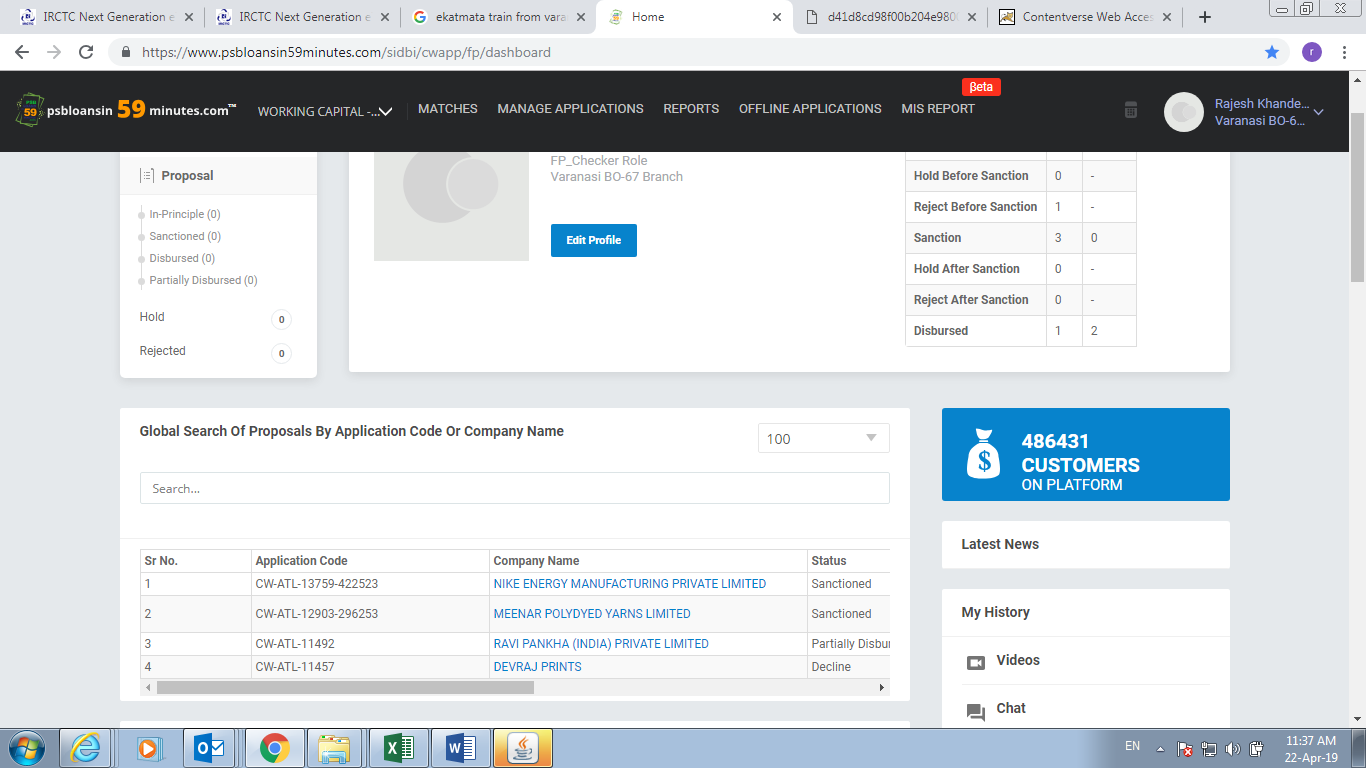 IRCTC Next Generation e
IRCTC Next Generation e
ekatmata train from vara
Home
d41d8cd98f00b204e980
Contentverse Web Acces
https://www.psbloansin59minutes.com/sidbi/cwapp/fp/dashboard
r
psbloansin 59 minutes.com™
WORKING CAPITAL -...
MATCHES
MANAGE APPLICATIONS
REPORTS
OFFLINE APPLICATIONS
MIS REPORT
βeta
Rajesh Khande...
Varanasi BO-6...
Proposal
In-Principle (0)
Sanctioned (0)
Disbursed (0)
Partially Disbursed (0)
Hold 0
Rejected 0
FP_Checker Role
Varanasi BO-67 Branch
Edit Profile
Hold Before Sanction 0 -
Reject Before Sanction 1 -
Sanction 3 0
Hold After Sanction 0 -
Reject After Sanction 0 -
Disbursed 1 2
Global Search Of Proposals By Application Code Or Company Name
100
Search...
Sr No. Application Code Company Name Status
1 CW-ATL-13759-422523 NIKE ENERGY MANUFACTURING PRIVATE LIMITED Sanctioned
2 CW-ATL-12903-296253 MEENAR POLYDYED YARNS LIMITED Sanctioned
3 CW-ATL-11492 RAVI PANKHA (INDIA) PRIVATE LIMITED Partially Disbur
4 CW-ATL-11457 DEVRAJ PRINTS Decline
486431
CUSTOMERS
ON PLATFORM
Latest News
My History
Videos
Chat
EN
11:37 AM
22-Apr-19